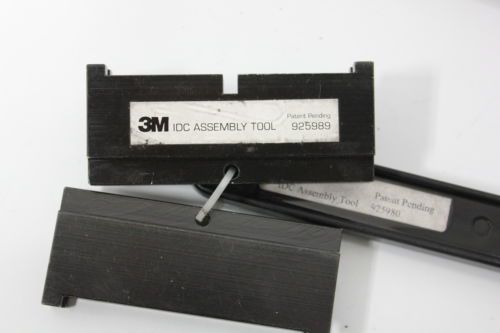 Patent Pending
3M IDC ASSEMBLY TOOL 925989
IDC Assembly Tool Patent Pending
925980